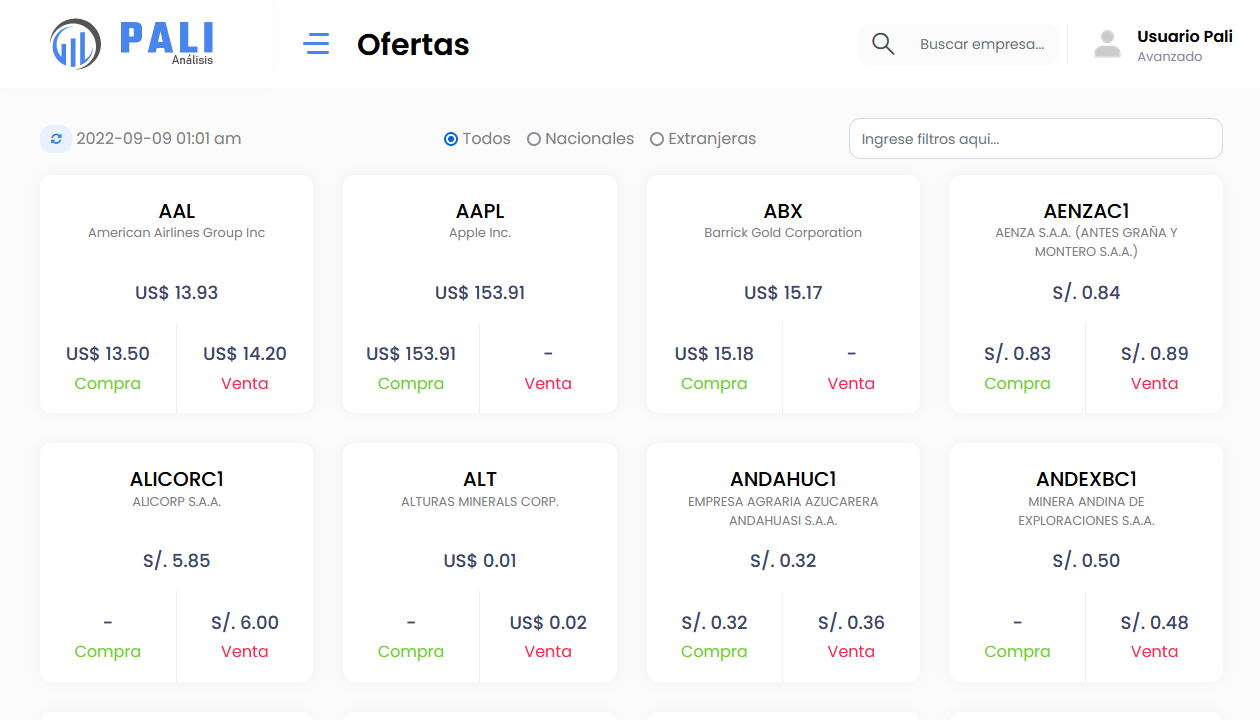 PALI
Análisis
Ofertas
Buscar empresa...
Usuario Pali
Avanzado
2022-09-09 01:01 am
Todos
Nacionales
Extranjeras
Ingrese filtros aqui...
AAL
American Airlines Group Inc
US$ 13.93
US$ 13.50
Compra
US$ 14.20
Venta
AAPL
Apple Inc.
US$ 153.91
US$ 153.91
Compra
-
Venta
ABX
Barrick Gold Corporation
US$ 15.17
US$ 15.18
Compra
-
Venta
AENZAC1
AENZA S.A.A. (ANTES GRAÑA Y
MONTERO S.A.A.)
S/. 0.84
S/. 0.83
Compra
S/. 0.89
Venta
ALICORC1
ALICORP S.A.A.
S/. 5.85
-
Compra
S/. 6.00
Venta
ALT
ALTURAS MINERALS CORP.
US$ 0.01
-
Compra
US$ 0.02
Venta
ANDAHUC1
EMPRESA AGRARIA AZUCARERA
ANDAHUASI S.A.A.
S/. 0.32
S/. 0.32
Compra
S/. 0.36
Venta
ANDEXBC1
MINERA ANDINA DE
EXPLORACIONES S.A.A.
S/. 0.50
-
Compra
S/. 0.48
Venta